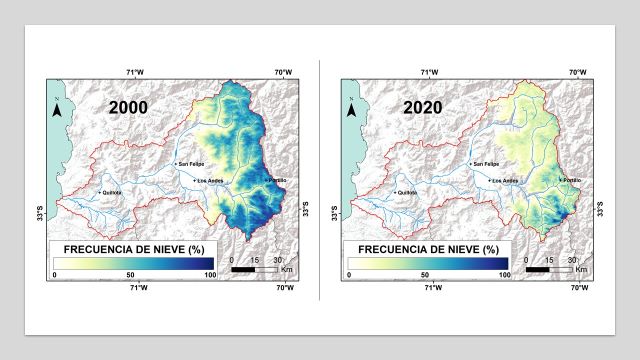 71°W 70°W
N
2000
San Felipe
Los Andes
Portillo
Quillota
33°S 33°S
FRECUENCIA DE NIEVE (%)
0 50 100
0 15 30
Km
71°W 70°W
71°W 70°W
N
2020
San Felipe
Los Andes
Portillo
Quillota
33°S 33°S
FRECUENCIA DE NIEVE (%)
0 50 100
0 15 30
Km
71°W 70°W